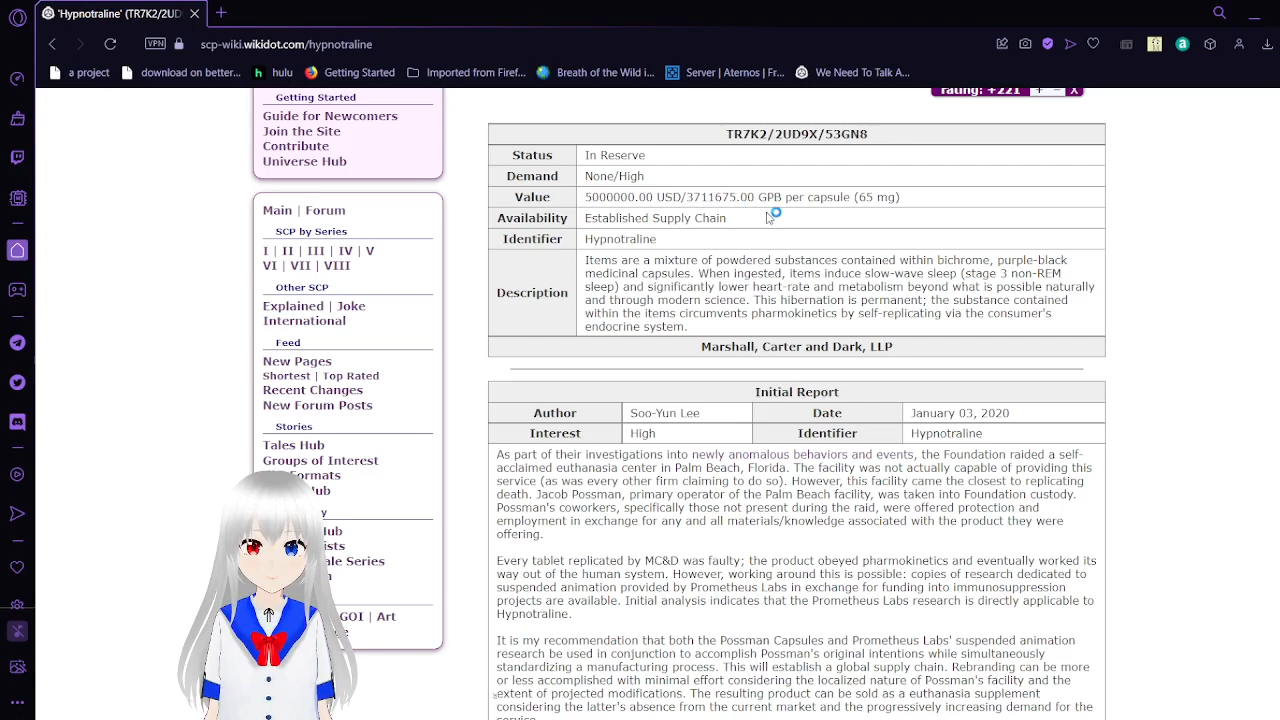 'Hypnotraline' (TR7K2/2UD
VPN
scp-wiki.wikidot.com/hypnotraline
a project
download on better...
hulu
Getting Started
Imported from Firef...
Breath of the Wild i...
Server | Aternos | Fr...
We Need To Talk A...
Getting Started
Guide for Newcomers
Join the Site
Contribute
Universe Hub
Main | Forum
SCP by Series
I | II | III | IV | V
VI | VII | VIII
Other SCP
Explained | Joke
International
Feed
New Pages
Shortest | Top Rated
Recent Changes
New Forum Posts
Stories
Tales Hub
Groups of Interest
Formats
Hub
y
Hub
ists
ale Series
GOI | Art
rating: +221 + – X
TR7K2/2UD9X/53GN8
Status In Reserve
Demand None/High
Value 5000000.00 USD/3711675.00 GPB per capsule (65 mg)
Availability Established Supply Chain
Identifier Hypnotraline
Items are a mixture of powdered substances contained within bichrome, purple-black
medicinal capsules. When ingested, items induce slow-wave sleep (stage 3 non-REM
sleep) and significantly lower heart-rate and metabolism beyond what is possible naturally
Description and through modern science. This hibernation is permanent; the substance contained
within the items circumvents pharmokinetics by self-replicating via the consumer's
endocrine system.
Marshall, Carter and Dark, LLP
Initial Report
Author Soo-Yun Lee Date January 03, 2020
Interest High Identifier Hypnotraline
As part of their investigations into newly anomalous behaviors and events, the Foundation raided a self-
acclaimed euthanasia center in Palm Beach, Florida. The facility was not actually capable of providing this
service (as was every other firm claiming to do so). However, this facility came the closest to replicating
death. Jacob Possman, primary operator of the Palm Beach facility, was taken into Foundation custody.
Possman's coworkers, specifically those not present during the raid, were offered protection and
employment in exchange for any and all materials/knowledge associated with the product they were
offering.
Every tablet replicated by MC&D was faulty; the product obeyed pharmokinetics and eventually worked its
way out of the human system. However, working around this is possible: copies of research dedicated to
suspended animation provided by Prometheus Labs in exchange for funding into immunosuppression
projects are available. Initial analysis indicates that the Prometheus Labs research is directly applicable to
Hypnotraline.
It is my recommendation that both the Possman Capsules and Prometheus Labs' suspended animation
research be used in conjunction to accomplish Possman's original intentions while simultaneously
standardizing a manufacturing process. This will establish a global supply chain. Rebranding can be more
or less accomplished with minimal effort considering the localized nature of Possman's facility and the
extent of projected modifications. The resulting product can be sold as a euthanasia supplement
considering the latter's absence from the current market and the progressively increasing demand for the
service.